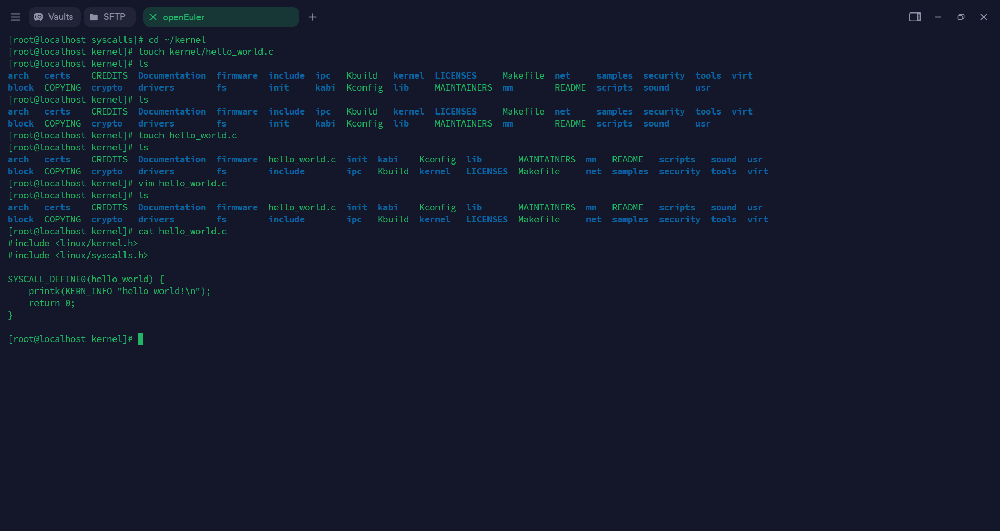 Vaults SFTP openEuler
[root@localhost syscalls]# cd ~/kernel
[root@localhost kernel]# touch kernel/hello_world.c
[root@localhost kernel]# ls
arch certs CREDITS Documentation firmware include ipc Kbuild kernel LICENSES Makefile net samples security tools virt
block COPYING crypto drivers fs init kabi Kconfig lib MAINTAINERS mm README scripts sound usr
[root@localhost kernel]# ls
arch certs CREDITS Documentation firmware include ipc Kbuild kernel LICENSES Makefile net samples security tools virt
block COPYING crypto drivers fs init kabi Kconfig lib MAINTAINERS mm README scripts sound usr
[root@localhost kernel]# touch hello_world.c
[root@localhost kernel]# ls
arch certs CREDITS Documentation firmware hello_world.c init kabi Kconfig lib MAINTAINERS mm README scripts sound usr
block COPYING crypto drivers fs include ipc Kbuild kernel LICENSES Makefile net samples security tools virt
[root@localhost kernel]# vim hello_world.c
[root@localhost kernel]# ls
arch certs CREDITS Documentation firmware hello_world.c init kabi Kconfig lib MAINTAINERS mm README scripts sound usr
block COPYING crypto drivers fs include ipc Kbuild kernel LICENSES Makefile net samples security tools virt
[root@localhost kernel]# cat hello_world.c
#include <linux/kernel.h>
#include <linux/syscalls.h>
SYSCALL_DEFINE0(hello_world) {
    printk(KERN_INFO "hello world!\n");
    return 0;
}
[root@localhost kernel]#